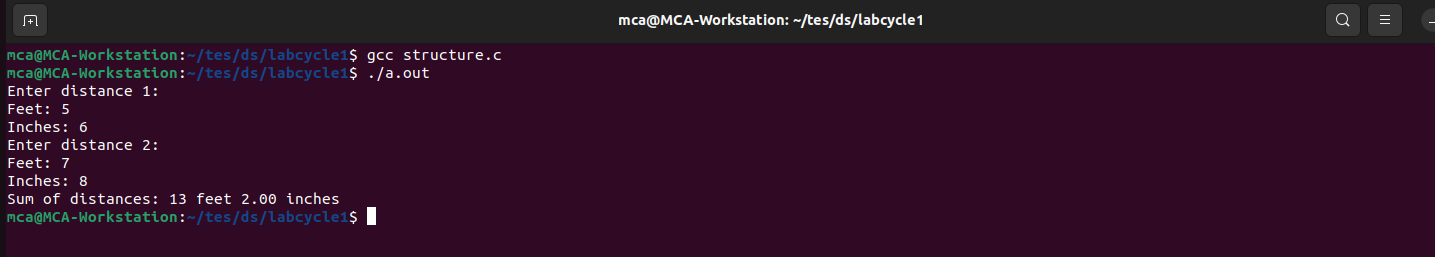 mca@MCA-Workstation: ~/tes/ds/labcycle1
mca@MCA-Workstation:~/tes/ds/labcycle1$ gcc structure.c
mca@MCA-Workstation:~/tes/ds/labcycle1$ ./a.out
Enter distance 1:
Feet: 5
Inches: 6
Enter distance 2:
Feet: 7
Inches: 8
Sum of distances: 13 feet 2.00 inches
mca@MCA-Workstation:~/tes/ds/labcycle1$